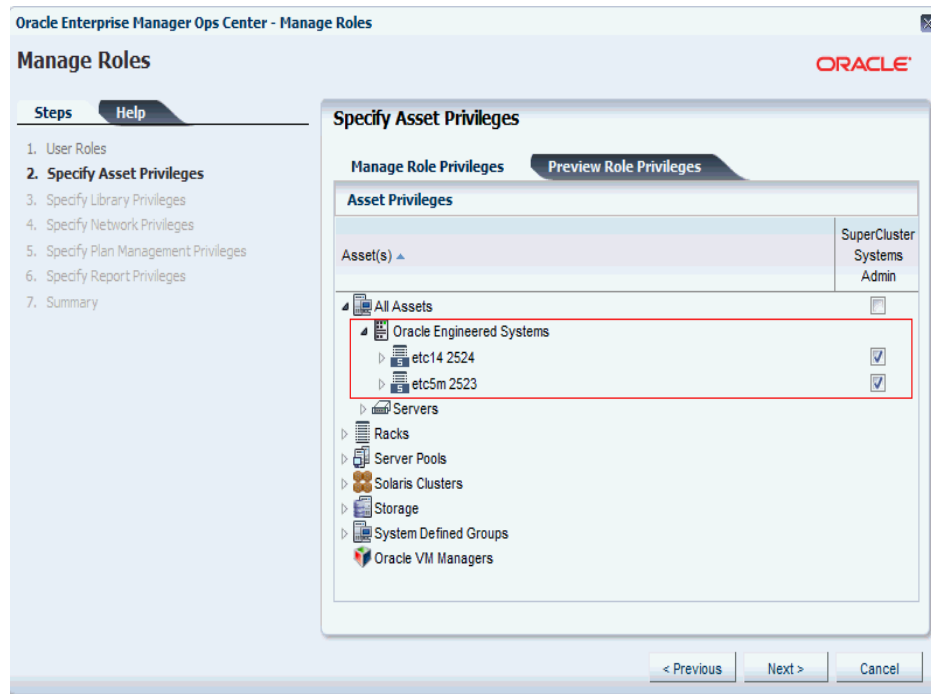 Oracle Enterprise Manager Ops Center - Manage Roles
Manage Roles
ORACLE
Steps
Help
1. User Roles
2. Specify Asset Privileges
3. Specify Library Privileges
4. Specify Network Privileges
5. Specify Plan Management Privileges
6. Specify Report Privileges
7. Summary
Specify Asset Privileges
Manage Role Privileges
Preview Role Privileges
Asset Privileges
Asset(s)
SuperCluster
Systems
Admin
All Assets
Oracle Engineered Systems
etc14 2524
etc5m 2523
Servers
Racks
Server Pools
Solaris Clusters
Storage
System Defined Groups
Oracle VM Managers
< Previous
Next >
Cancel